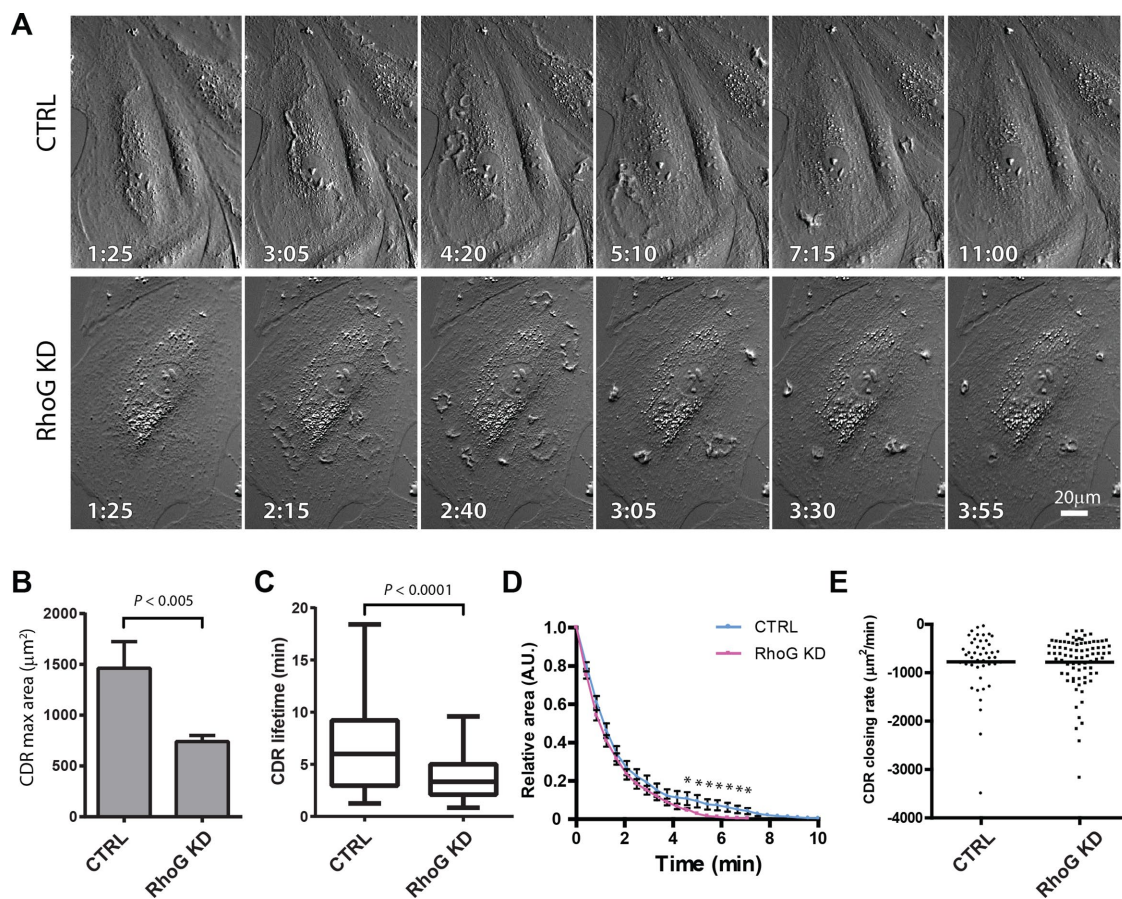 A
CTRL
1:25
3:05
4:20
5:10
7:15
11:00
RhoG KD
1:25
2:15
2:40
3:05
3:30
3:55
20µm
B
CDR max area (µm²)
2000
1500
1000
500
0
P < 0.005
CTRL
RhoG KD
C
CDR lifetime (min)
20
15
10
5
0
P < 0.0001
CTRL
RhoG KD
D
Relative area (A.U.)
1.0
0.8
0.6
0.4
0.2
0
CTRL
RhoG KD
* * * * * * * *
0
2
4
6
8
10
Time (min)
E
CDR closing rate (µm²/min)
0
-1000
-2000
-3000
-4000
CTRL
RhoG KD